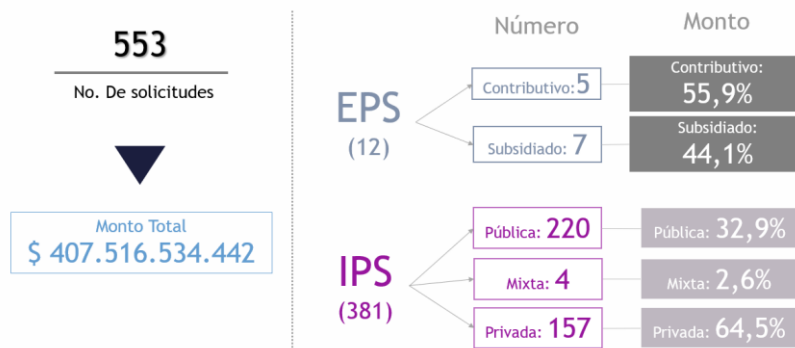 553
No. De solicitudes
Monto Total
$ 407.516.534.442
Número
Monto
EPS
(12)
Contributivo:5
Contributivo:
55,9%
Subsidiado: 7
Subsidiado:
44,1%
IPS
(381)
Pública: 220
Pública: 32,9%
Mixta: 4
Mixta: 2,6%
Privada: 157
Privada: 64,5%